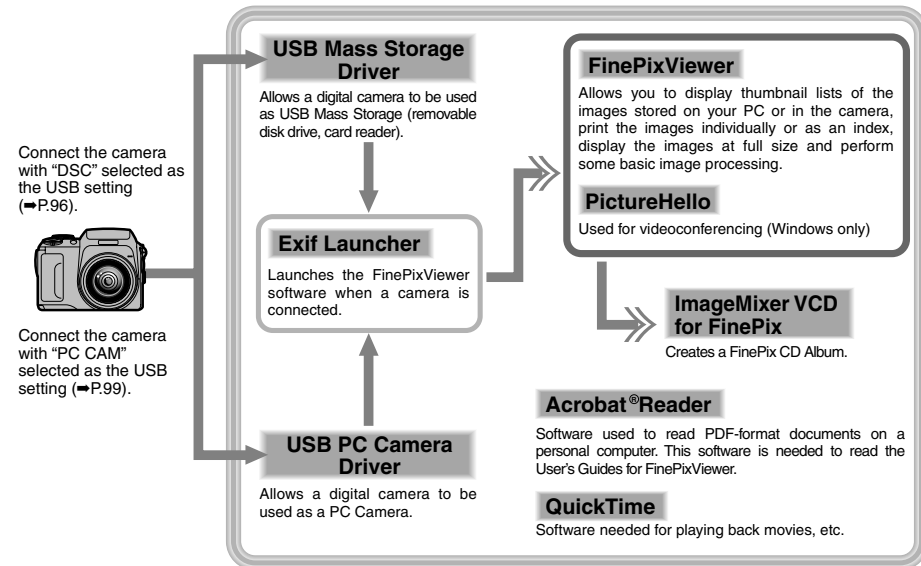 Connect the camera
with “DSC” selected as
the USB setting
(➡P.96).
Connect the camera
with “PC CAM”
selected as the USB
setting (➡P.99).
USB Mass Storage
Driver
Allows a digital camera to be used
as USB Mass Storage (removable
disk drive, card reader).
Exif Launcher
Launches the FinePixViewer
software when a camera is
connected.
USB PC Camera
Driver
Allows a digital camera to be
used as a PC Camera.
FinePixViewer
Allows you to display thumbnail lists of the
images stored on your PC or in the camera,
print the images individually or as an index,
display the images at full size and perform
some basic image processing.
PictureHello
Used for videoconferencing (Windows only)
ImageMixer VCD
for FinePix
Creates a FinePix CD Album.
Acrobat®Reader
Software used to read PDF-format documents on a
personal computer. This software is needed to read the
User’s Guides for FinePixViewer.
QuickTime
Software needed for playing back movies, etc.